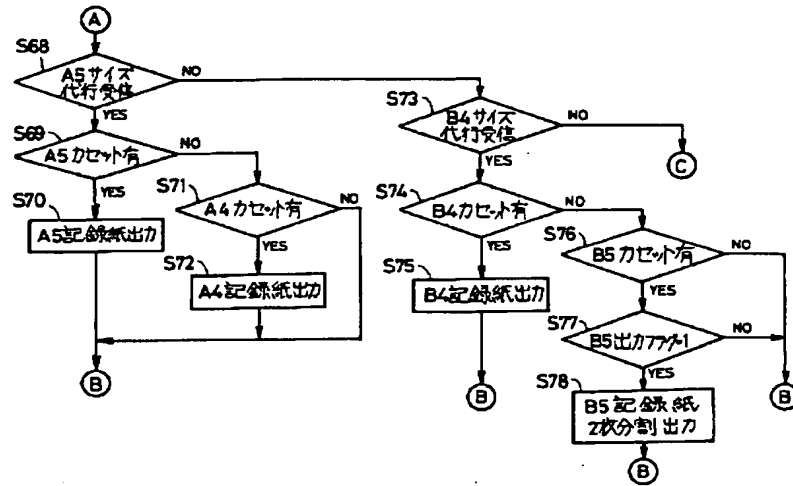 A
S68
A5サイズ
代行受信
NO
YES
S69
A5カセット有
NO
YES
S70
A5記録紙出力
S71
A4カセット有
NO
YES
S72
A4記録紙出力
B
S73
B4サイズ
代行受信
NO
YES
C
S74
B4カセット有
NO
YES
S75
B4記録紙出力
B
S76
B5カセット有
NO
YES
S77
B5出力フラグ=1
NO
YES
S78
B5記録紙
2枚分割出力
B
B